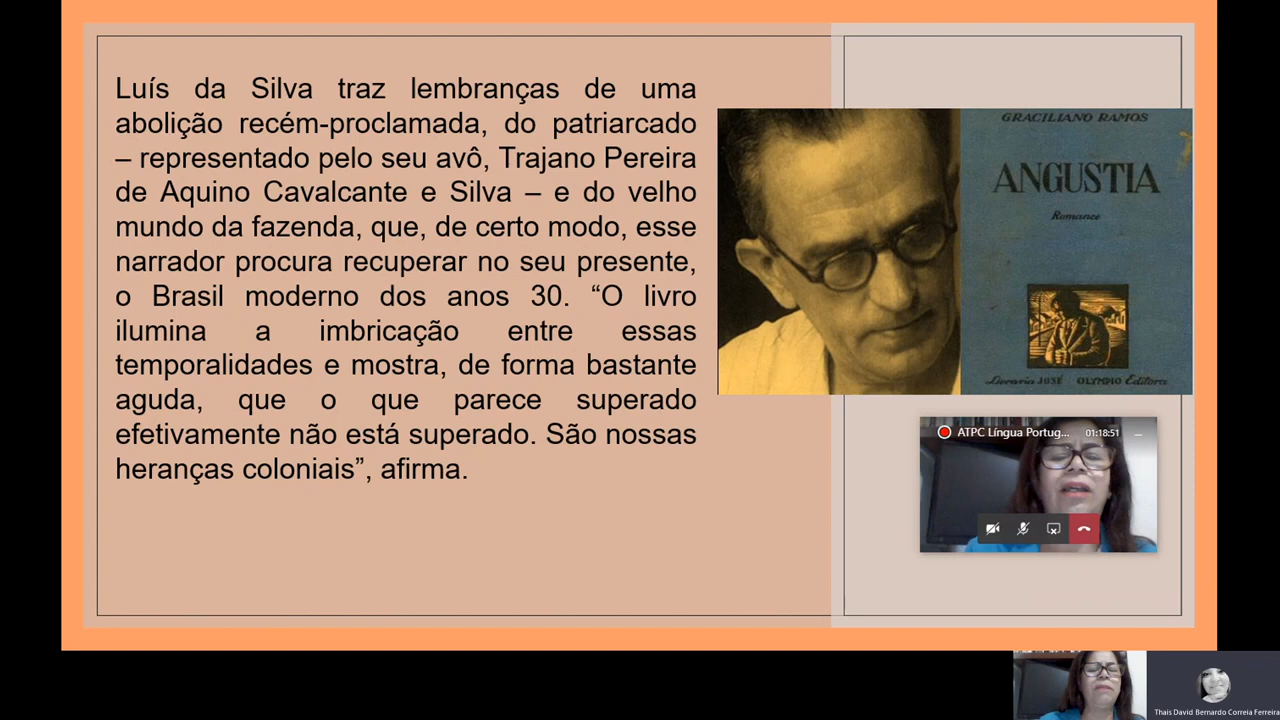 Luís da Silva traz lembranças de uma
abolição recém-proclamada, do patriarcado
– representado pelo seu avô, Trajano Pereira
de Aquino Cavalcante e Silva – e do velho
mundo da fazenda, que, de certo modo, esse
narrador procura recuperar no seu presente,
o Brasil moderno dos anos 30. “O livro
ilumina a imbricação entre essas
temporalidades e mostra, de forma bastante
aguda, que o que parece superado
efetivamente não está superado. São nossas
heranças coloniais”, afirma.
GRACILIANO RAMOS
ANGUSTIA
Romance
Livraria JOSÉ OLYMPIO Editora
ATPC Língua Portug... 01:18:51
Thais David Bernardo Correia Ferreira